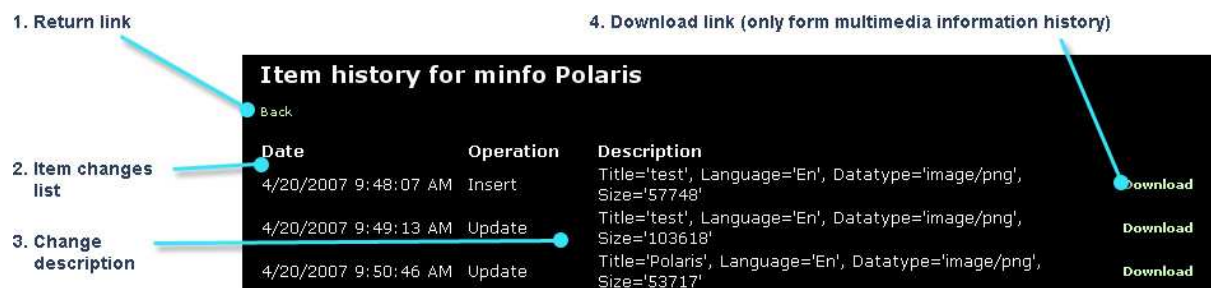 1. Return link
4. Download link (only form multimedia information history)
Item history for minfo Polaris
Back
2. Item changes
list
3. Change
description
Date Operation Description
4/20/2007 9:48:07 AM Insert Title='test', Language='En', Datatype='image/png',
Size='57748' Download
4/20/2007 9:49:13 AM Update Title='test', Language='En', Datatype='image/png',
Size='103618' Download
4/20/2007 9:50:46 AM Update Title='Polaris', Language='En', Datatype='image/png',
Size='53717' Download